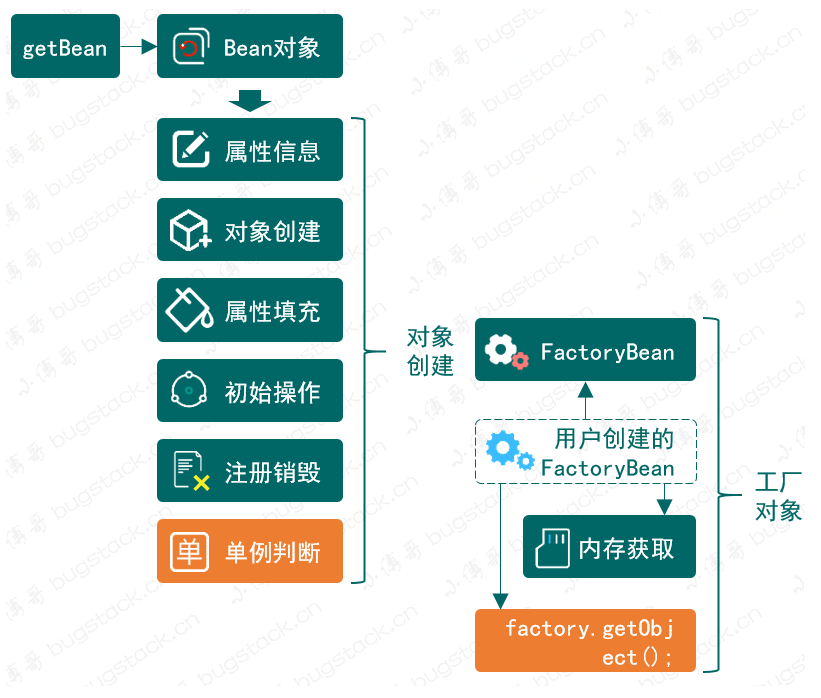 getBean
Bean对象
属性信息
对象创建
属性填充
初始操作
注册销毁
单
单例判断
对象
创建
FactoryBean
用户创建的
FactoryBean
内存获取
factory.getObj
ect();
工厂
对象
小傅哥 bugstack.cn